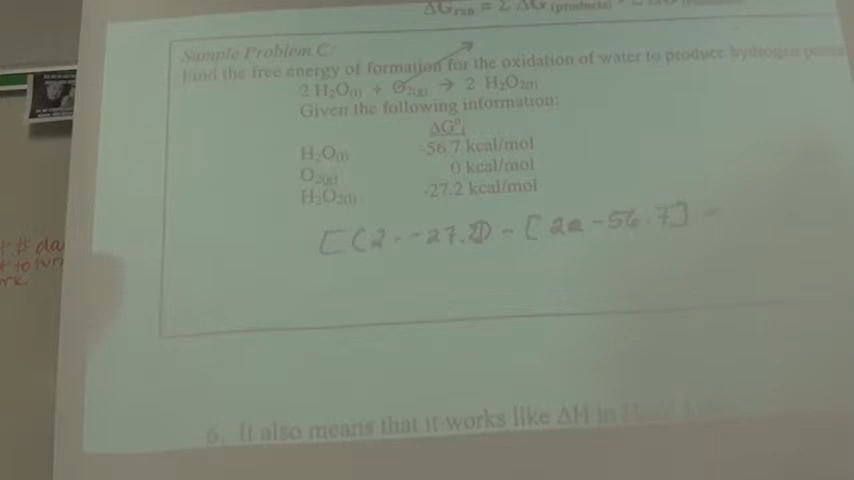 ΔG rxn = Σ ΔG (products) -
Sample Problem C:
Find the free energy of formation for the oxidation of water to produce hydrogen
2 H₂O(l) + O₂(g) → 2 H₂O₂(l)
Given the following information:
ΔG°f
H₂O(l) -56.7 kcal/mol
O₂(g) 0 kcal/mol
H₂O₂(l) -27.2 kcal/mol
[(2 · -27.2)] - [2 -56.7] =
6. It also means that it works like ΔH in